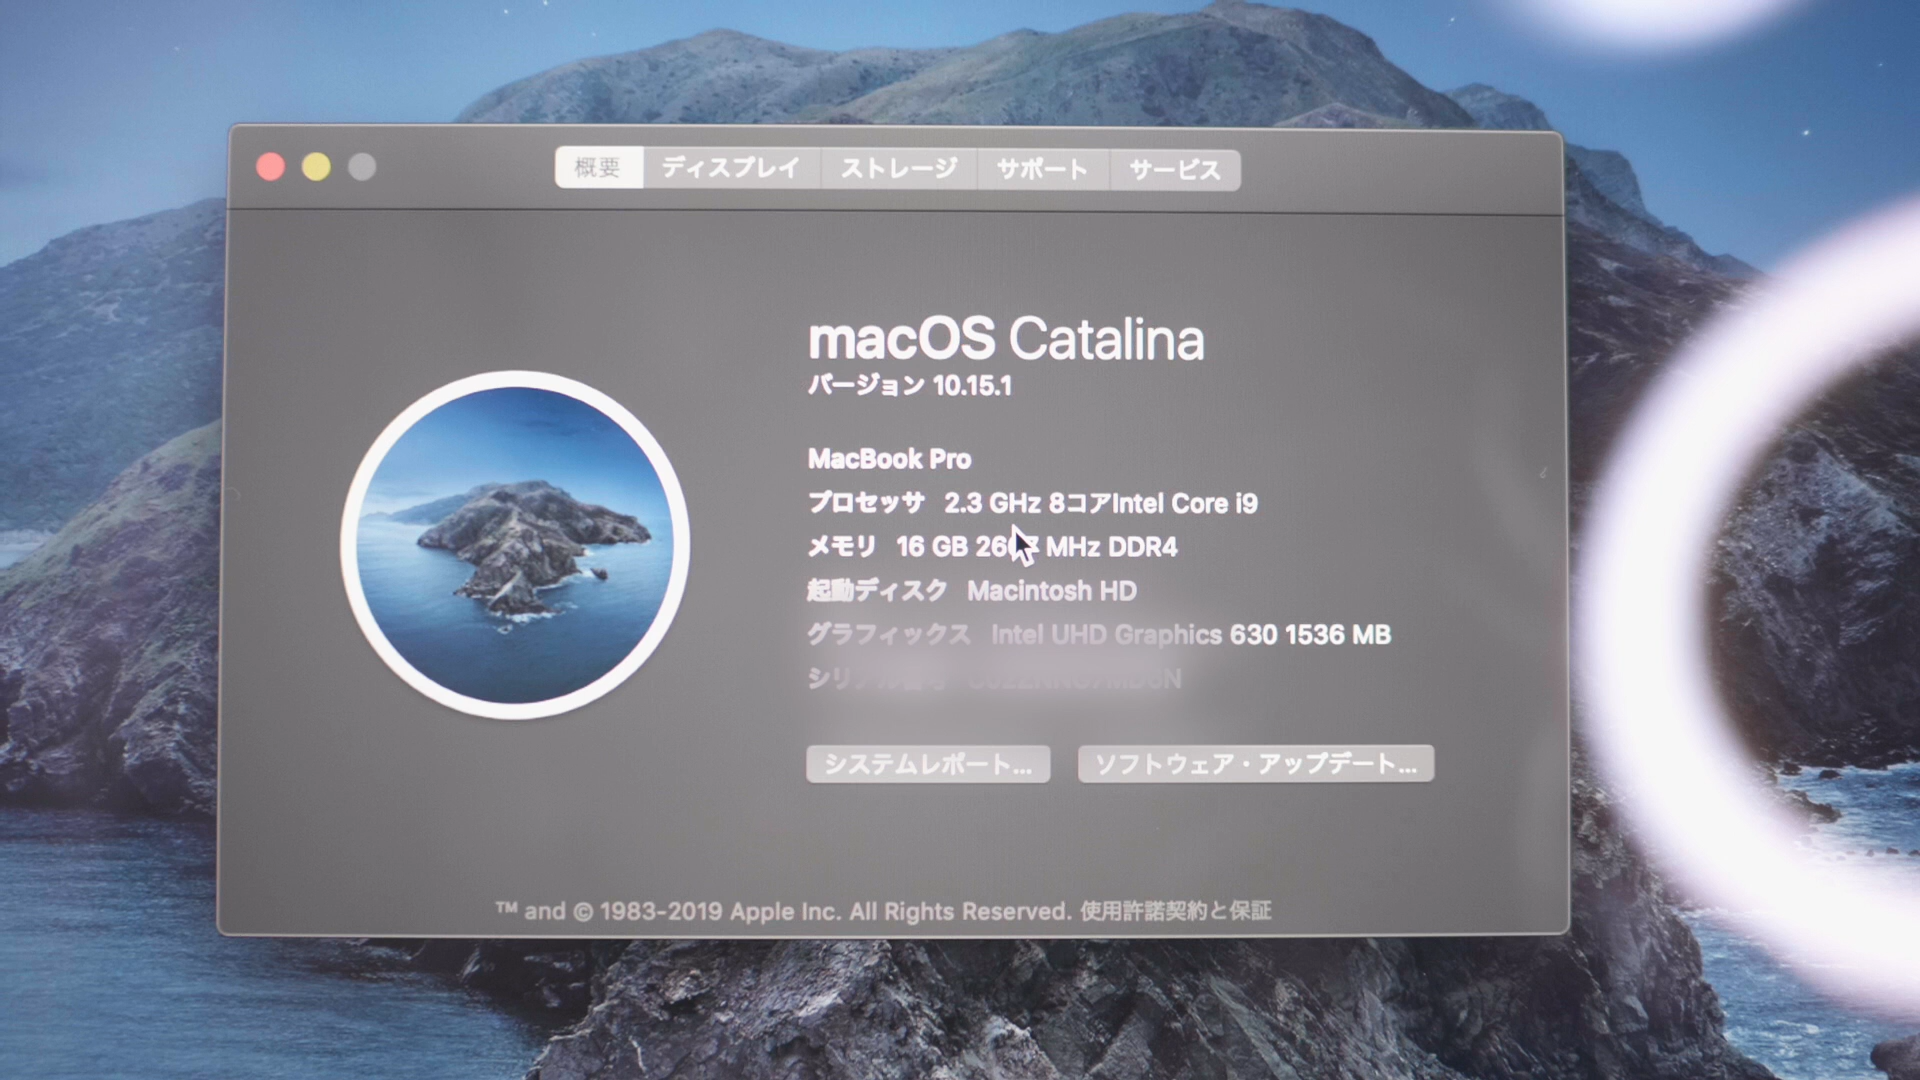 概要 ディスプレイ ストレージ サポート サービス
macOS Catalina
バージョン 10.15.1
MacBook Pro
プロセッサ 2.3 GHz 8コアIntel Core i9
メモリ 16 GB MHz DDR4
起動ディスク Macintosh HD
グラフィックス Intel UHD Graphics 630 1536 MB
システムレポート... ソフトウェア・アップデート...
™ and © 1983-2019 Apple Inc. All Rights Reserved. 使用許諾契約と保証